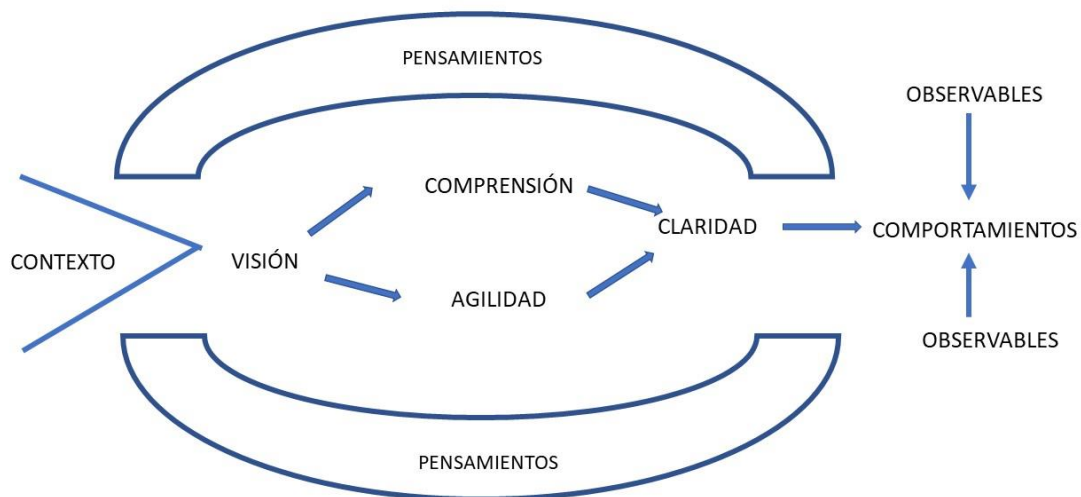 PENSAMIENTOS
OBSERVABLES
COMPRENSIÓN
CLARIDAD
COMPORTAMIENTOS
CONTEXTO
VISIÓN
AGILIDAD
OBSERVABLES
PENSAMIENTOS